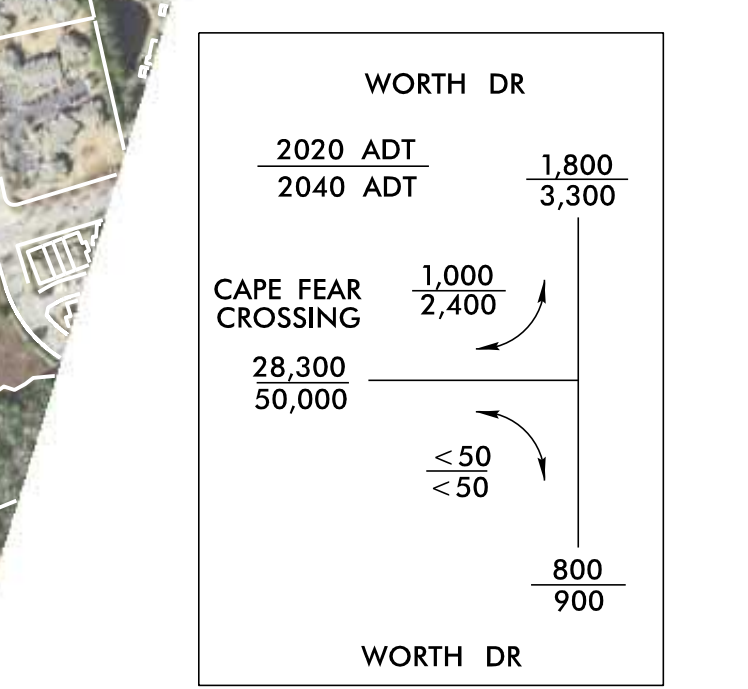 WORTH DR
2020 ADT
2040 ADT
1,800
3,300
1,000
2,400
CAPE FEAR
CROSSING
28,300
50,000
<50
<50
800
900
WORTH DR